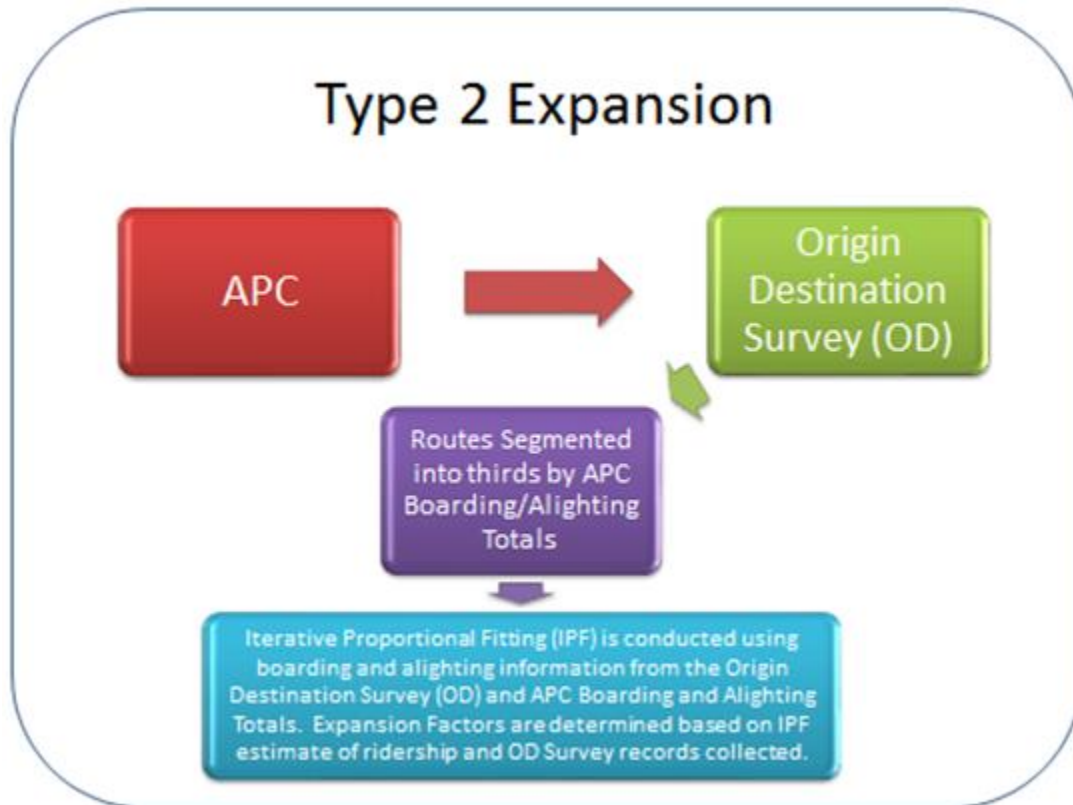 Type 2 Expansion
APC
Origin
Destination
Survey (OD)
Routes Segmented
into thirds by APC
Boarding/Alighting
Totals
Iterative Proportional Fitting (IPF) is conducted using
boarding and alighting information from the Origin
Destination Survey (OD) and APC Boarding and Alighting
Totals. Expansion Factors are determined based on IPF
estimate of ridership and OD Survey records collected.